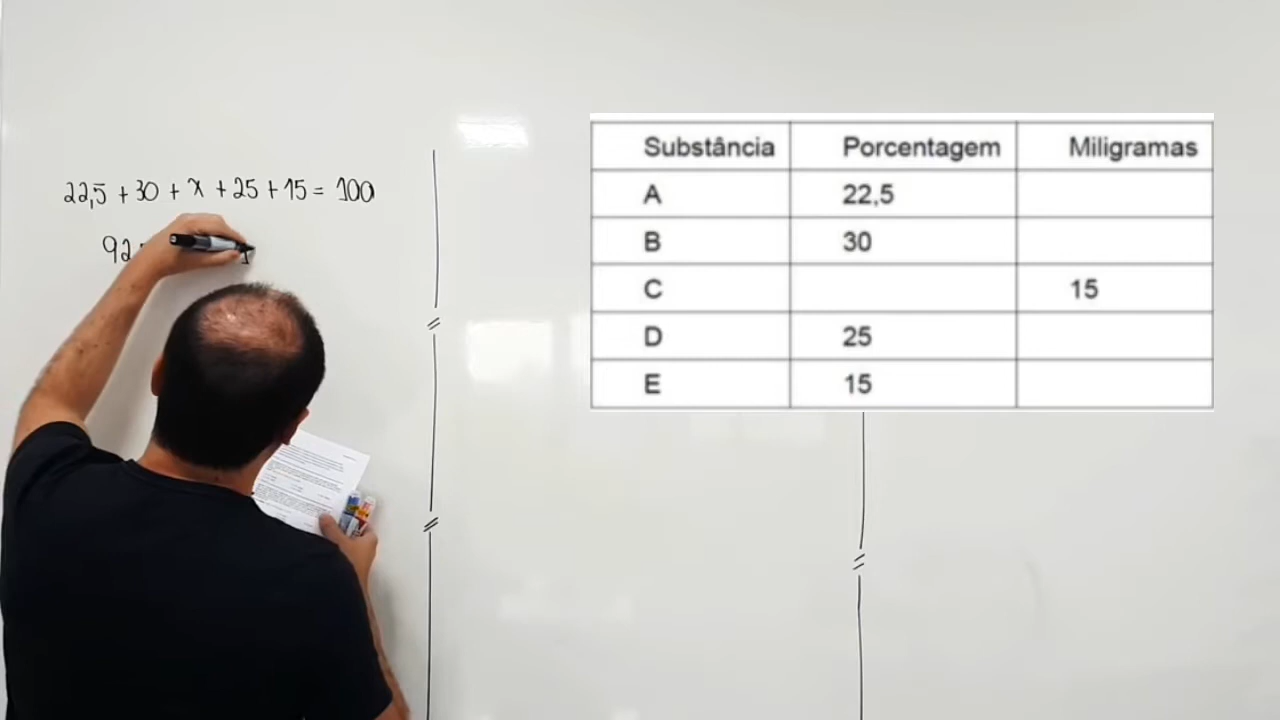 22,5 + 30 + x + 25 + 15 = 100
92
Substância Porcentagem Miligramas
A 22,5
B 30
C 15
D 25
E 15